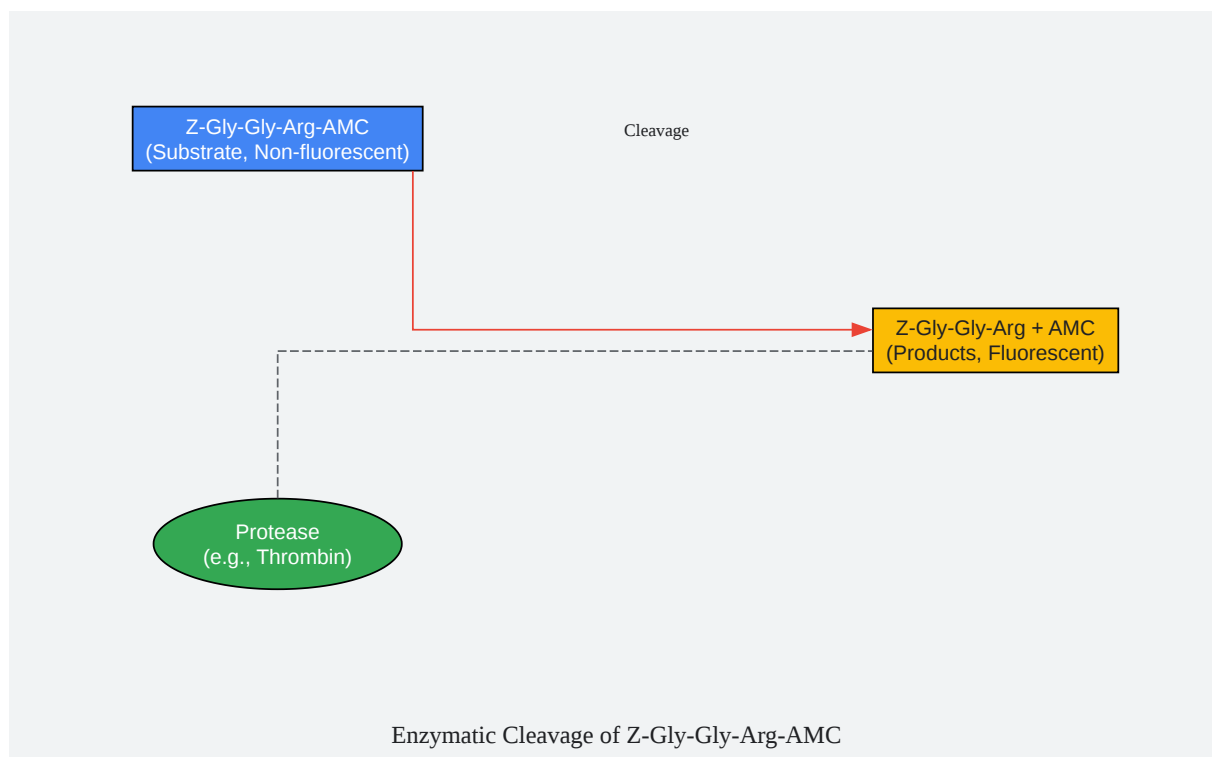 Z-Gly-Gly-Arg-AMC
(Substrate, Non-fluorescent)
Cleavage
Z-Gly-Gly-Arg + AMC
(Products, Fluorescent)
Protease
(e.g., Thrombin)
Enzymatic Cleavage of Z-Gly-Gly-Arg-AMC